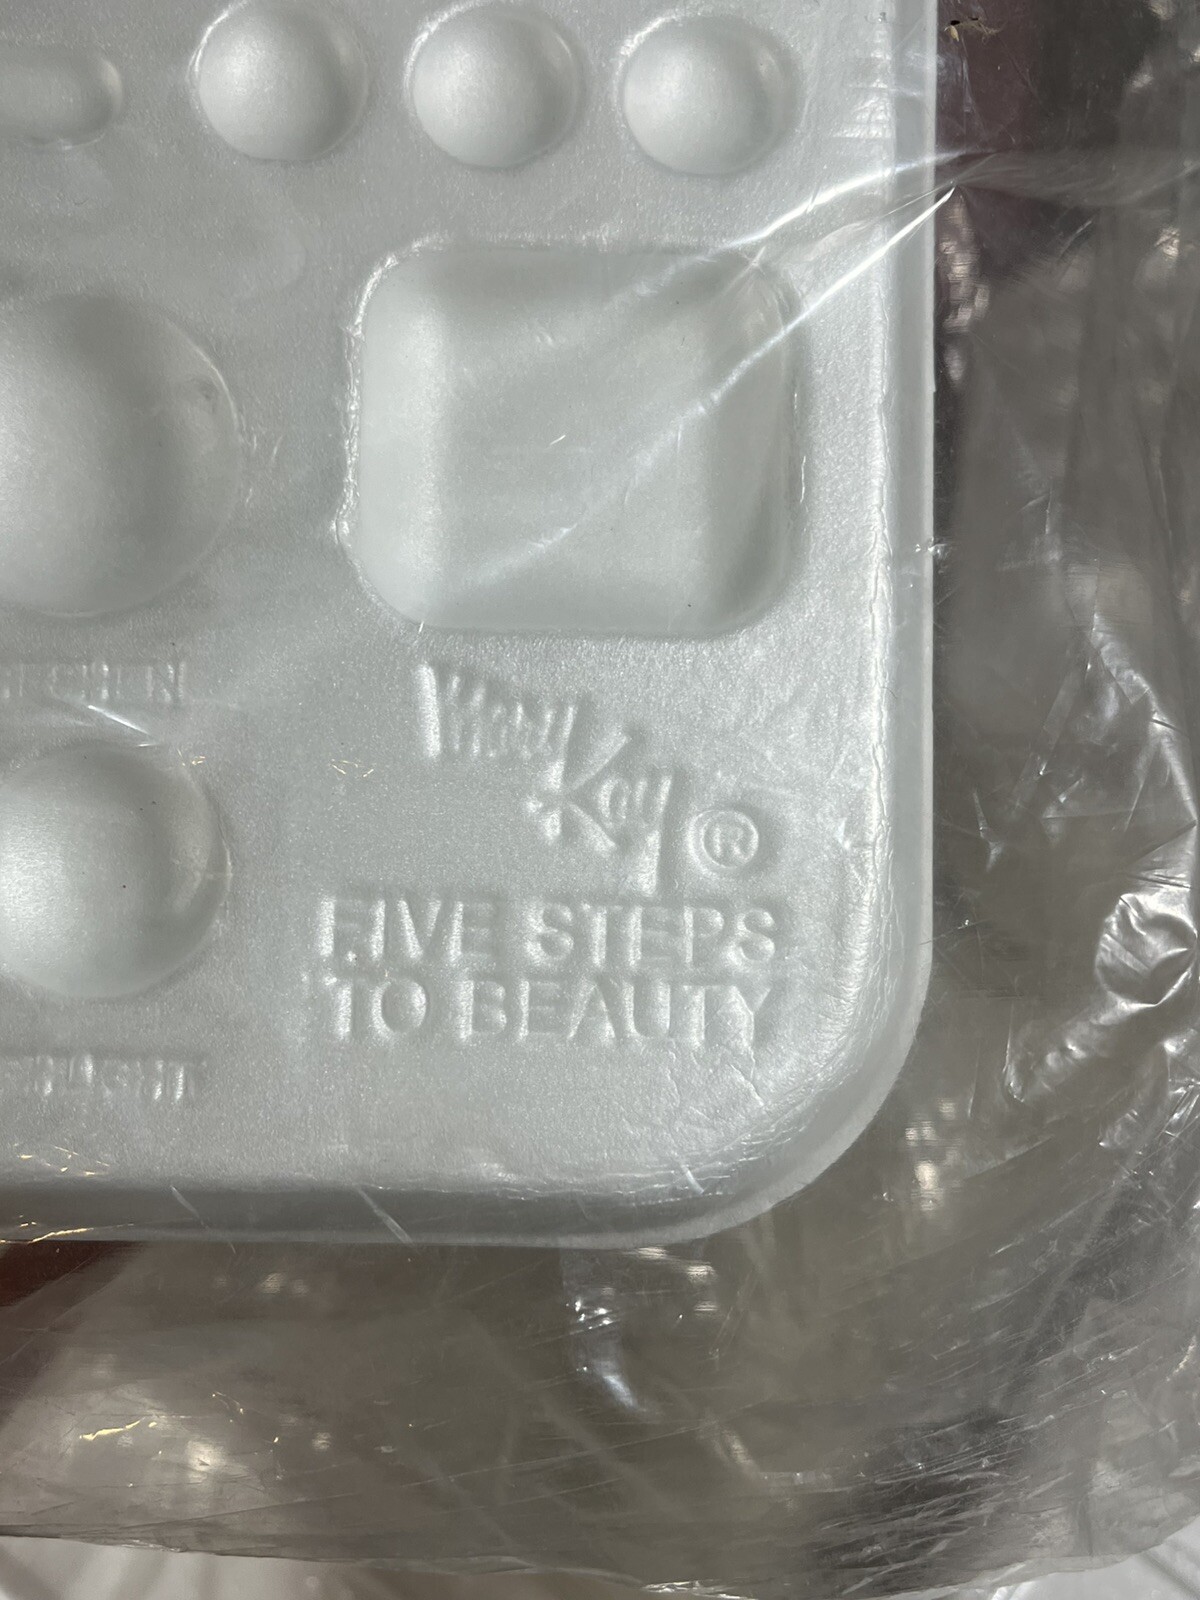 Mary
Kay ®
FIVE STEPS
TO BEAUTY